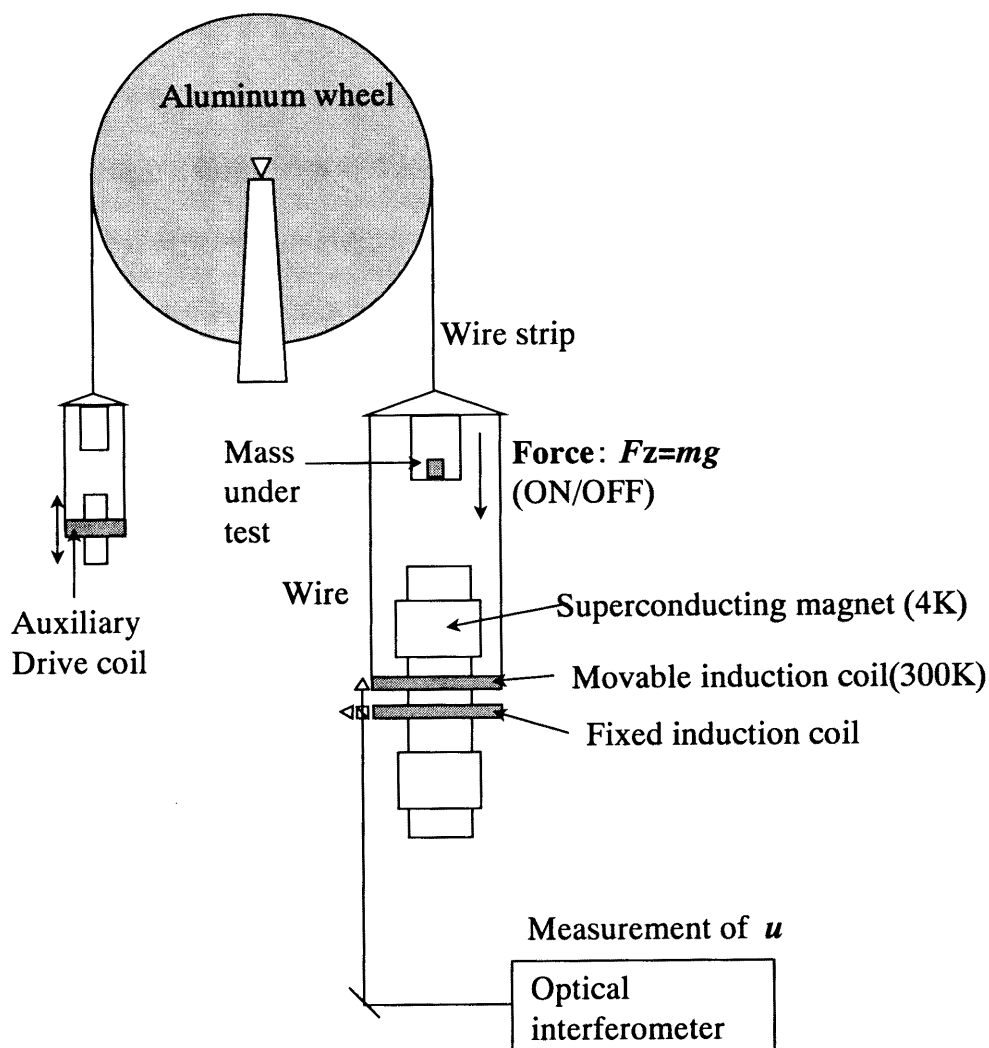 Aluminum wheel
Wire strip
Mass
under
test
Force: Fz=mg
(ON/OFF)
Wire
Superconducting magnet (4K)
Auxiliary
Drive coil
Movable induction coil(300K)
Fixed induction coil
Measurement of u
Optical
interferometer